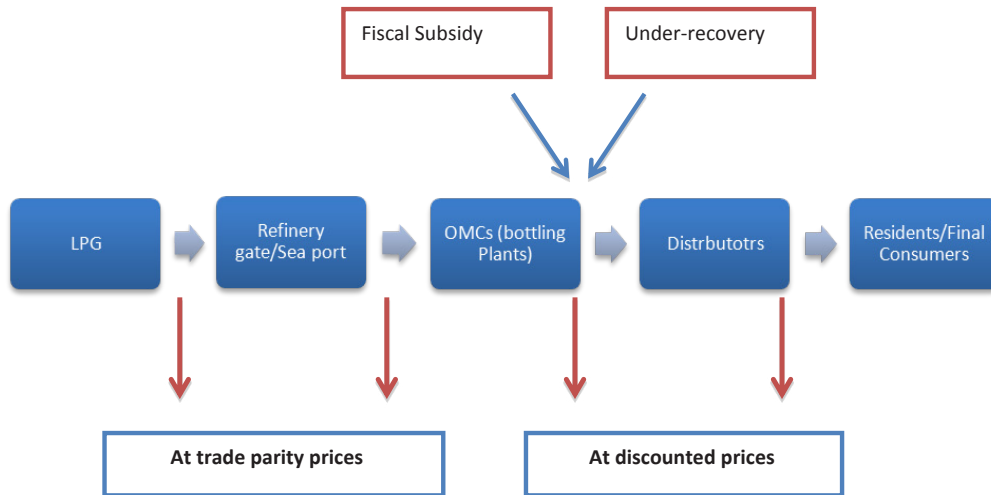 Fiscal Subsidy
Under-recovery
LPG
Refinery
gate/Sea port
OMCs (bottling
Plants)
Distrbutotrs
Residents/Final
Consumers
At trade parity prices
At discounted prices